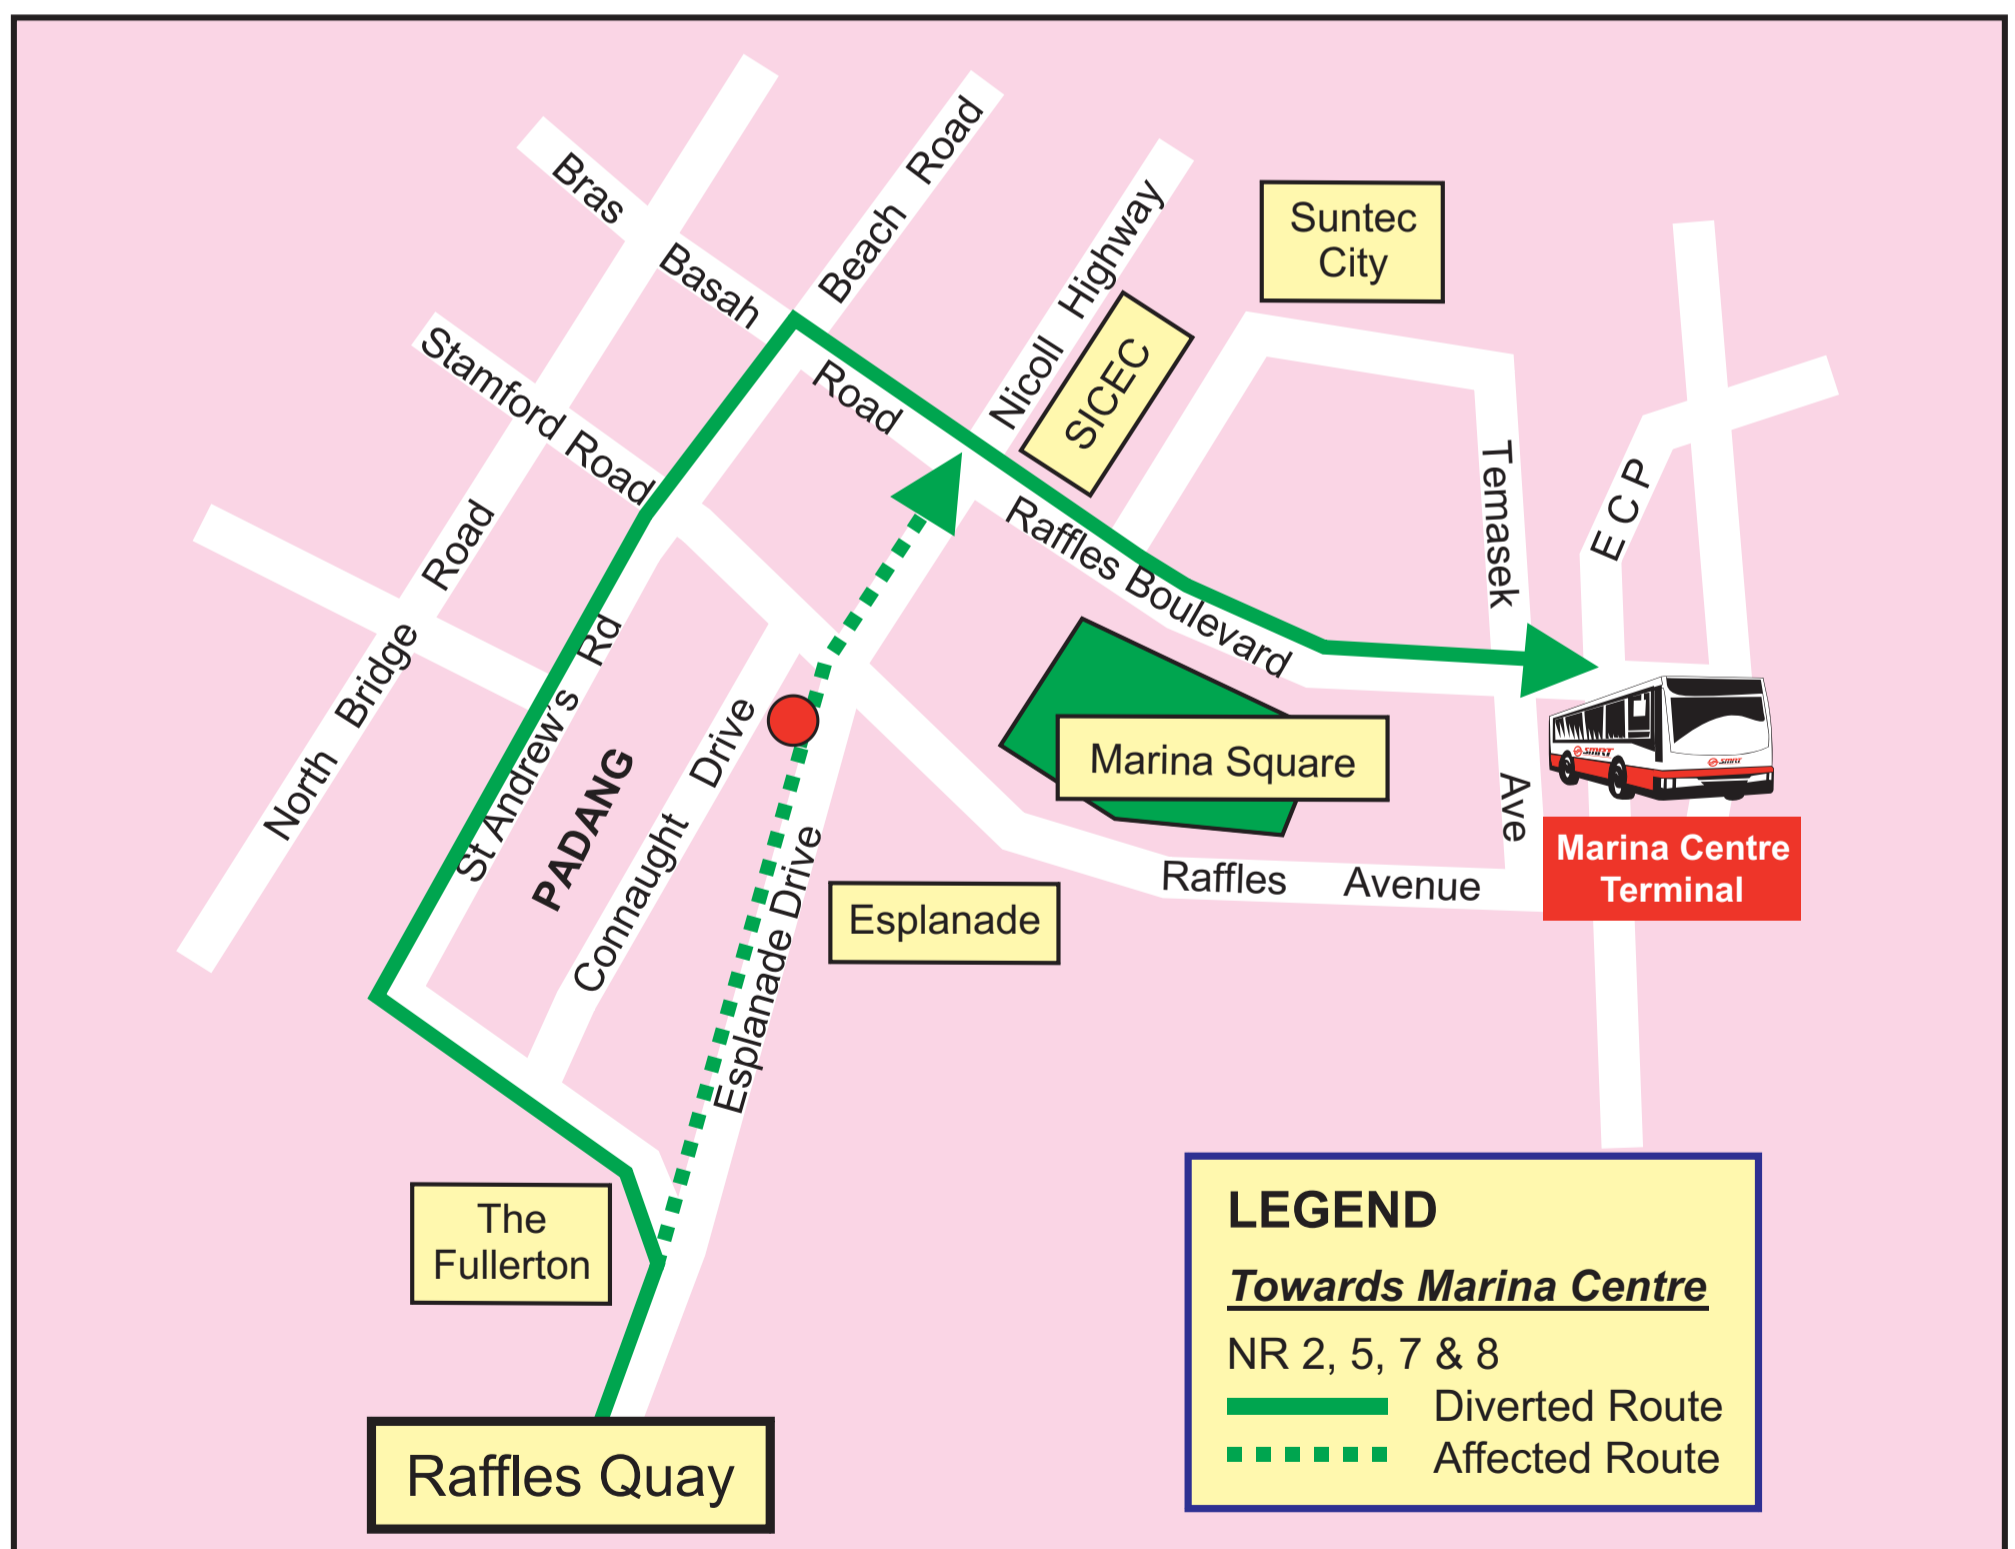 Bras Basah Road
Beach Road
Nicoll Highway
Suntec
City
SICEC
Stamford Road
North Bridge Road
St Andrew's Rd
PADANG
Connaught Drive
Esplanade Drive
Raffles Boulevard
Temasek Ave
E C P
Marina Square
Esplanade
Raffles Avenue
SMRT
SMRT
Marina Centre
Terminal
The
Fullerton
Raffles Quay
LEGEND
Towards Marina Centre
NR 2, 5, 7 & 8
Diverted Route
Affected Route